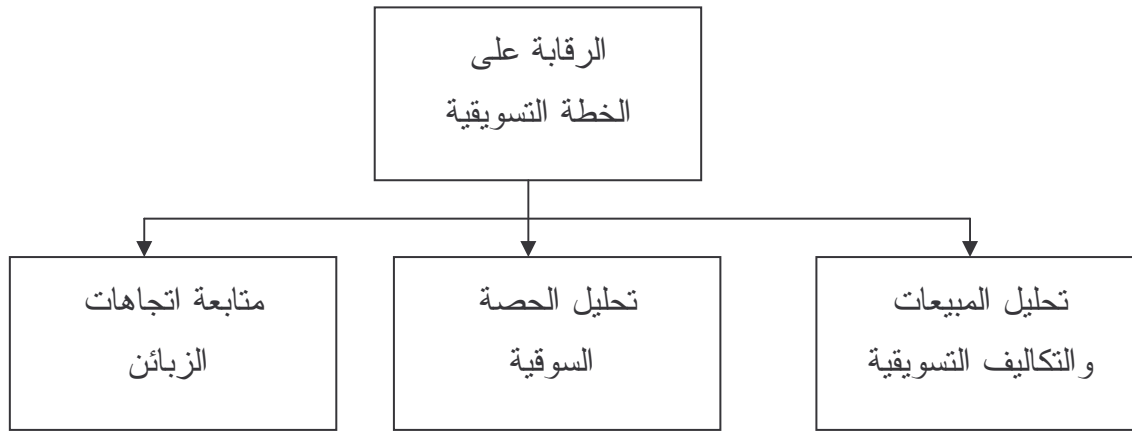 الرقابة على
الخطة التسويقية
تحليل المبيعات
والتكاليف التسويقية
تحليل الحصة
السوقية
متابعة اتجاهات
الزبائن